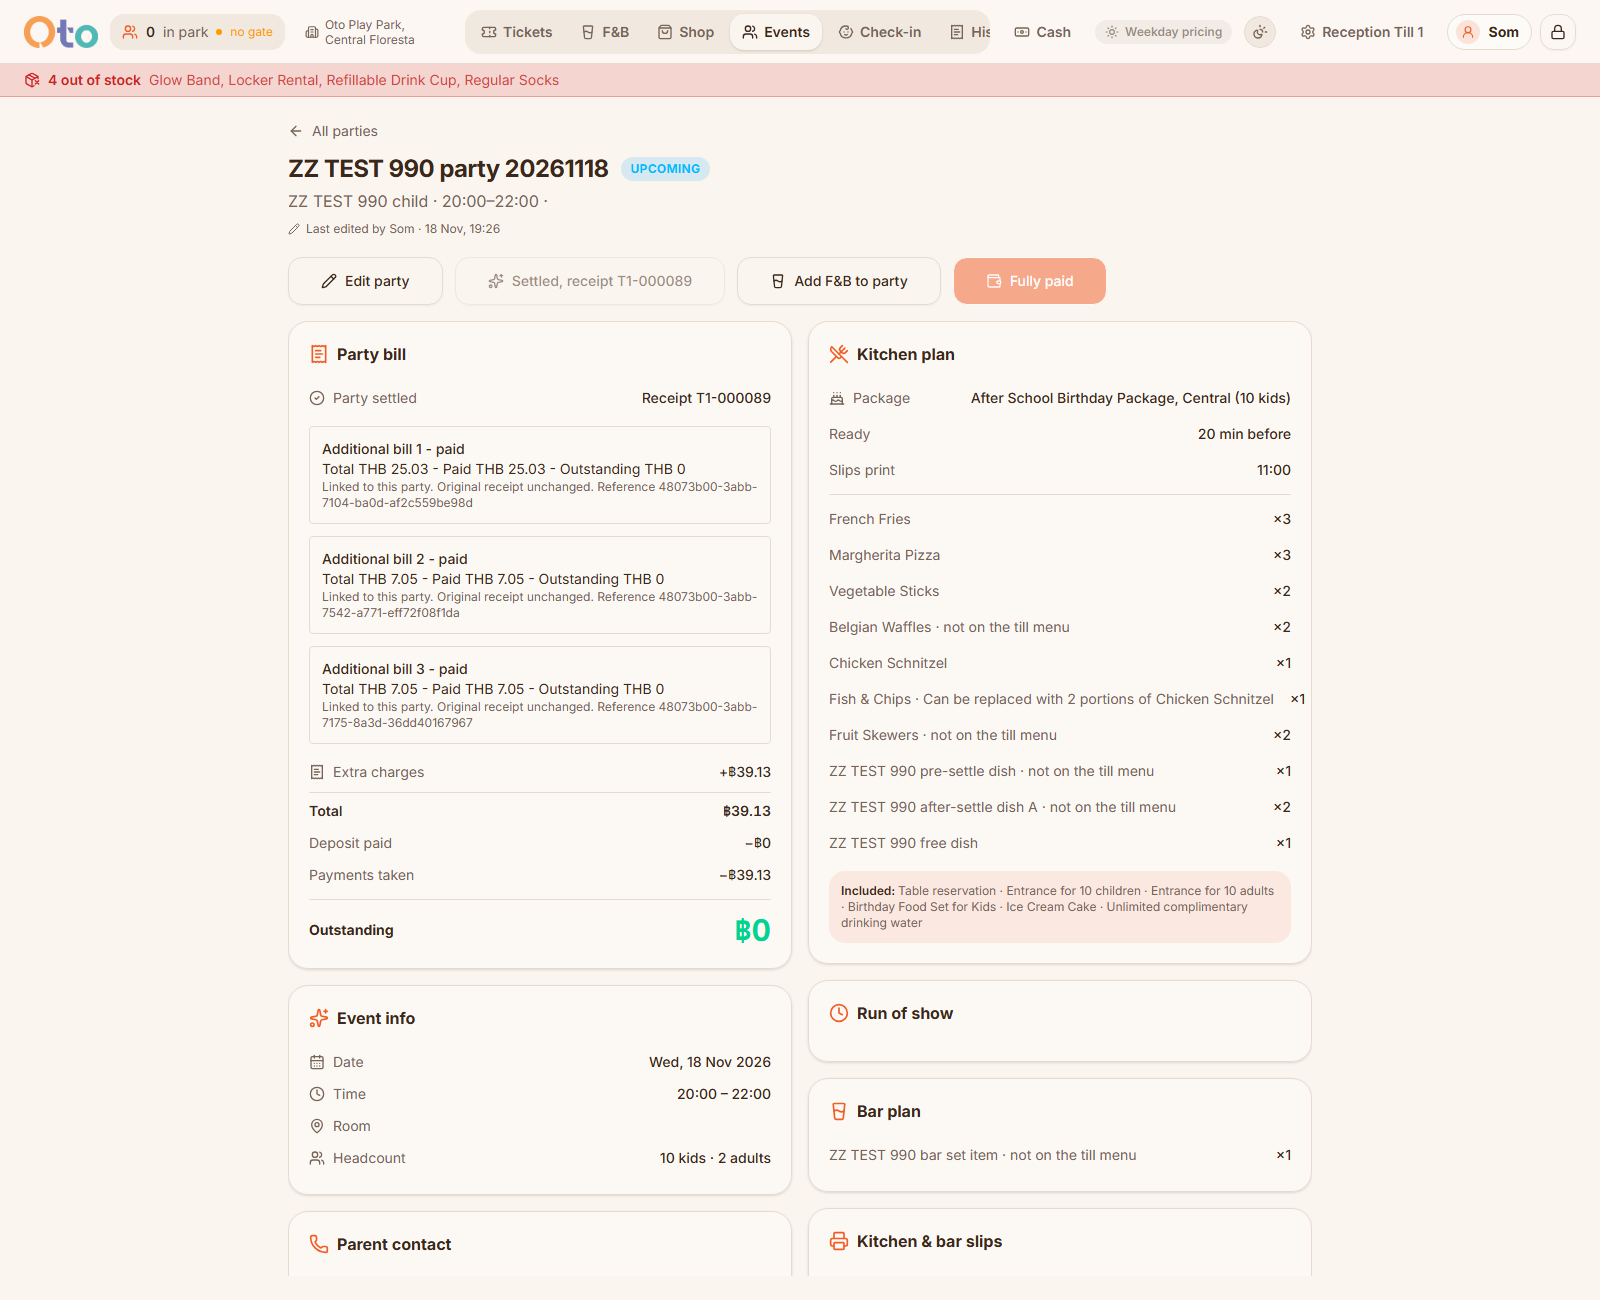 Oto
0 in park • no gate
Oto Play Park,
Central Floresta
Tickets
F&B
Shop
Events
Check-in
His
Cash
Weekday pricing
Reception Till 1
Som
4 out of stock Glow Band, Locker Rental, Refillable Drink Cup, Regular Socks
All parties
ZZ TEST 990 party 20261118 UPCOMING
ZZ TEST 990 child · 20:00–22:00 ·
Last edited by Som · 18 Nov, 19:26
Edit party
Settled, receipt T1-000089
Add F&B to party
Fully paid
Party bill
Party settled Receipt T1-000089
Additional bill 1 - paid
Total THB 25.03 - Paid THB 25.03 - Outstanding THB 0
Linked to this party. Original receipt unchanged. Reference 48073b00-3abb-
7104-ba0d-af2c559be98d
Additional bill 2 - paid
Total THB 7.05 - Paid THB 7.05 - Outstanding THB 0
Linked to this party. Original receipt unchanged. Reference 48073b00-3abb-
7542-a771-eff72f08f1da
Additional bill 3 - paid
Total THB 7.05 - Paid THB 7.05 - Outstanding THB 0
Linked to this party. Original receipt unchanged. Reference 48073b00-3abb-
7175-8a3d-36dd40167967
Extra charges +฿39.13
Total ฿39.13
Deposit paid –฿0
Payments taken –฿39.13
Outstanding ฿0
Event info
Date Wed, 18 Nov 2026
Time 20:00 – 22:00
Room
Headcount 10 kids · 2 adults
Parent contact
Kitchen plan
Package After School Birthday Package, Central (10 kids)
Ready 20 min before
Slips print 11:00
French Fries ×3
Margherita Pizza ×3
Vegetable Sticks ×2
Belgian Waffles · not on the till menu ×2
Chicken Schnitzel ×1
Fish & Chips · Can be replaced with 2 portions of Chicken Schnitzel ×1
Fruit Skewers · not on the till menu ×2
ZZ TEST 990 pre-settle dish · not on the till menu ×1
ZZ TEST 990 after-settle dish A · not on the till menu ×2
ZZ TEST 990 free dish ×1
Included: Table reservation · Entrance for 10 children · Entrance for 10 adults
· Birthday Food Set for Kids · Ice Cream Cake · Unlimited complimentary
drinking water
Run of show
Bar plan
ZZ TEST 990 bar set item · not on the till menu ×1
Kitchen & bar slips